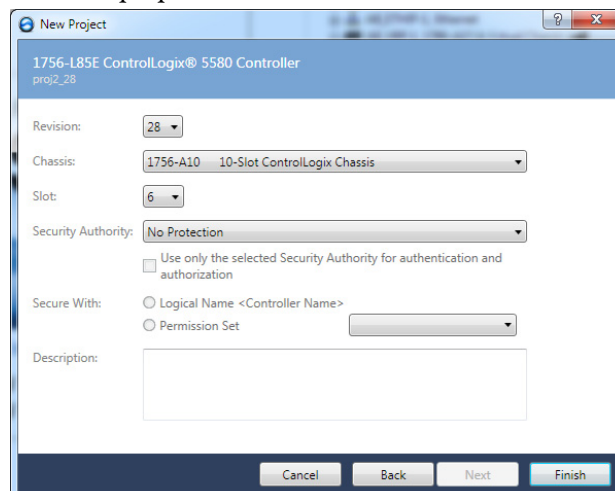 New Project
1756-L85E ControlLogix® 5580 Controller
proj2_28
Revision: 28
Chassis: 1756-A10 10-Slot ControlLogix Chassis
Slot: 6
Security Authority: No Protection
Use only the selected Security Authority for authentication and
authorization
Secure With: Logical Name <Controller Name>
Permission Set
Description:
Cancel Back Next Finish